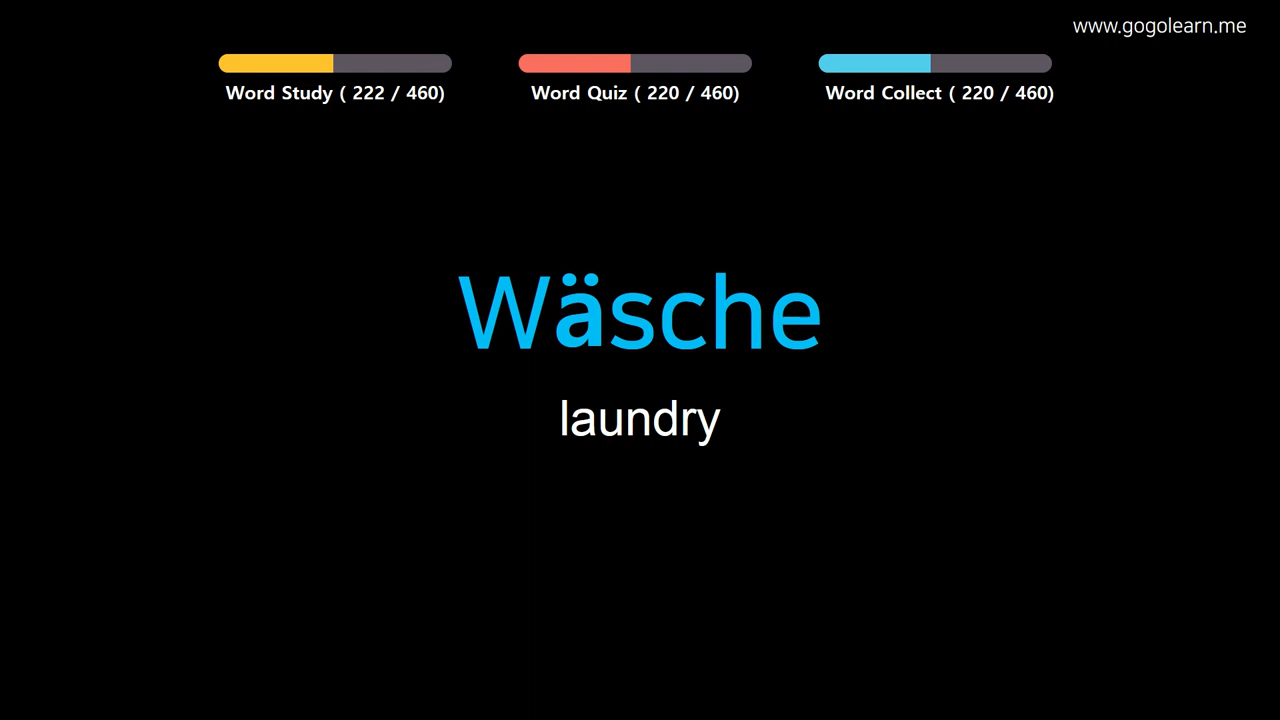 www.gogolearn.me
Word Study ( 222 / 460)
Word Quiz ( 220 / 460)
Word Collect ( 220 / 460)
Wäsche
laundry